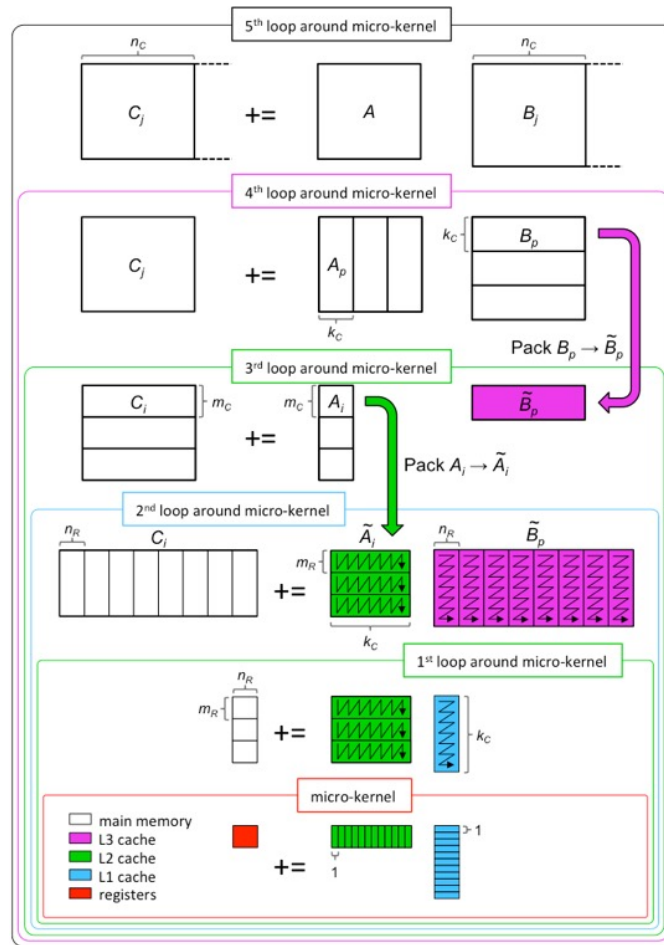 5th loop around micro-kernel
n_C n_C
C_j += A B_j
4th loop around micro-kernel
C_j += A_p k_C B_p
k_C
Pack B_p → B̃_p
3rd loop around micro-kernel
C_i m_C += m_C A_i B̃_p
Pack A_i → Ã_i
2nd loop around micro-kernel
n_R C_i Ã_i n_R B̃_p
+= m_R
k_C
1st loop around micro-kernel
n_R
m_R += k_C
micro-kernel
main memory
L3 cache
L2 cache
L1 cache
registers
+=
1
1